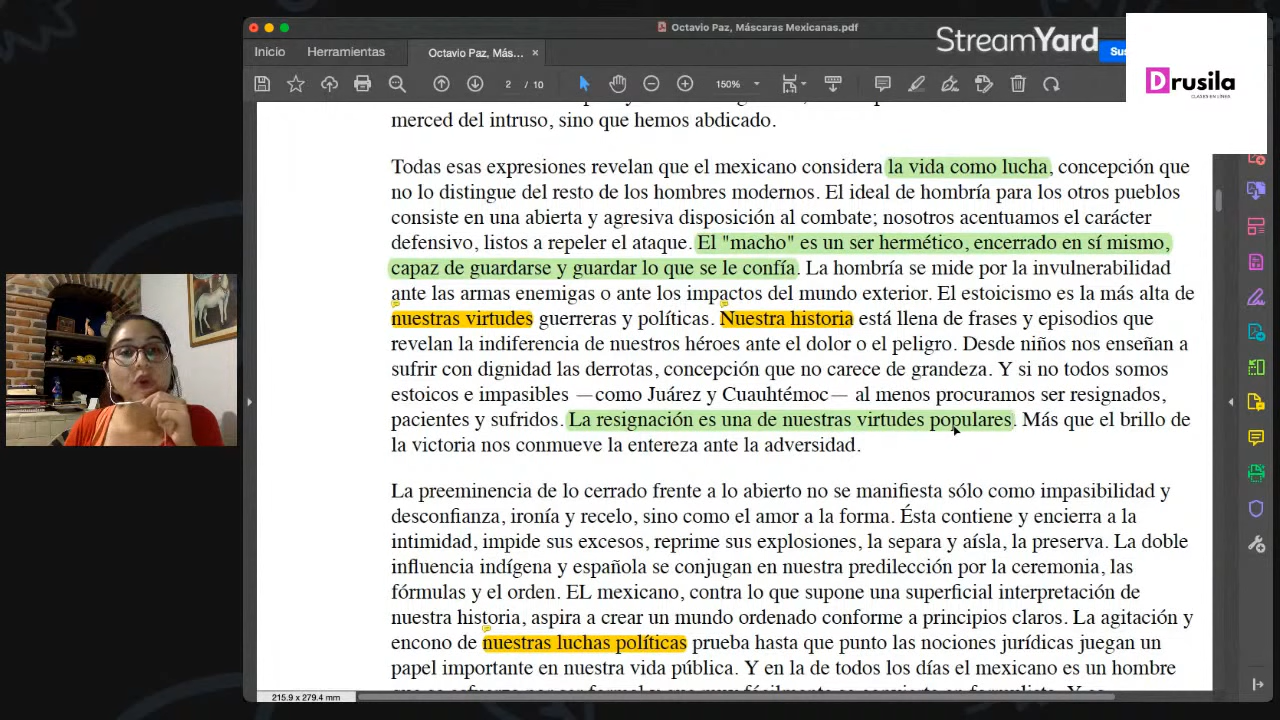 Octavio Paz, Máscaras Mexicanas.pdf
StreamYard
Inicio
Herramientas
Octavio Paz, Más...
×
Sus
Drusila
CLASES EN LÍNEA
2 / 10
150%
merced del intruso, sino que hemos abdicado.
Todas esas expresiones revelan que el mexicano considera la vida como lucha, concepción que
no lo distingue del resto de los hombres modernos. El ideal de hombría para los otros pueblos
consiste en una abierta y agresiva disposición al combate; nosotros acentuamos el carácter
defensivo, listos a repeler el ataque. El "macho" es un ser hermético, encerrado en sí mismo,
capaz de guardarse y guardar lo que se le confía. La hombría se mide por la invulnerabilidad
ante las armas enemigas o ante los impactos del mundo exterior. El estoicismo es la más alta de
nuestras virtudes guerreras y políticas. Nuestra historia está llena de frases y episodios que
revelan la indiferencia de nuestros héroes ante el dolor o el peligro. Desde niños nos enseñan a
sufrir con dignidad las derrotas, concepción que no carece de grandeza. Y si no todos somos
estoicos e impasibles —como Juárez y Cuauhtémoc— al menos procuramos ser resignados,
pacientes y sufridos. La resignación es una de nuestras virtudes populares. Más que el brillo de
la victoria nos conmueve la entereza ante la adversidad.
La preeminencia de lo cerrado frente a lo abierto no se manifiesta sólo como impasibilidad y
desconfianza, ironía y recelo, sino como el amor a la forma. Ésta contiene y encierra a la
intimidad, impide sus excesos, reprime sus explosiones, la separa y aísla, la preserva. La doble
influencia indígena y española se conjugan en nuestra predilección por la ceremonia, las
fórmulas y el orden. EL mexicano, contra lo que supone una superficial interpretación de
nuestra historia, aspira a crear un mundo ordenado conforme a principios claros. La agitación y
encono de nuestras luchas políticas prueba hasta que punto las nociones jurídicas juegan un
papel importante en nuestra vida pública. Y en la de todos los días el mexicano es un hombre
215.9 x 279.4 mm